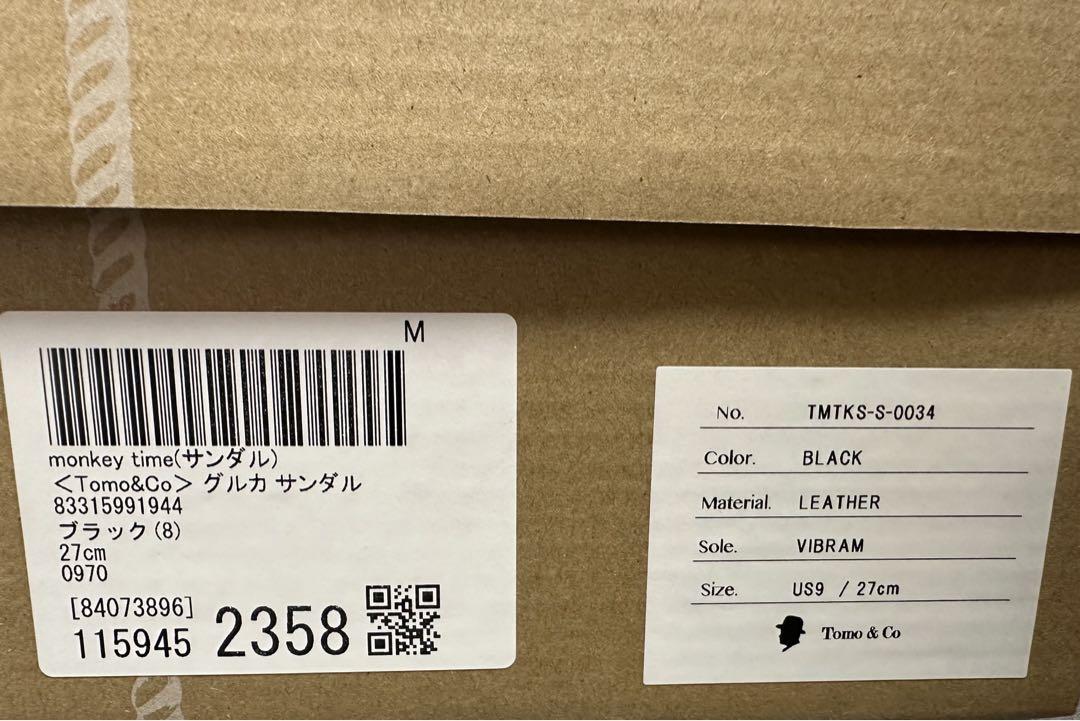 M
monkey time(サンダル)
＜Tomo&Co＞ グルカ サンダル
83315991944
ブラック(8)
27cm
0970
[84073896]
115945 2358
No. TMTKS-S-0034
Color. BLACK
Material. LEATHER
Sole. VIBRAM
Size. US9 / 27cm
Tomo & Co